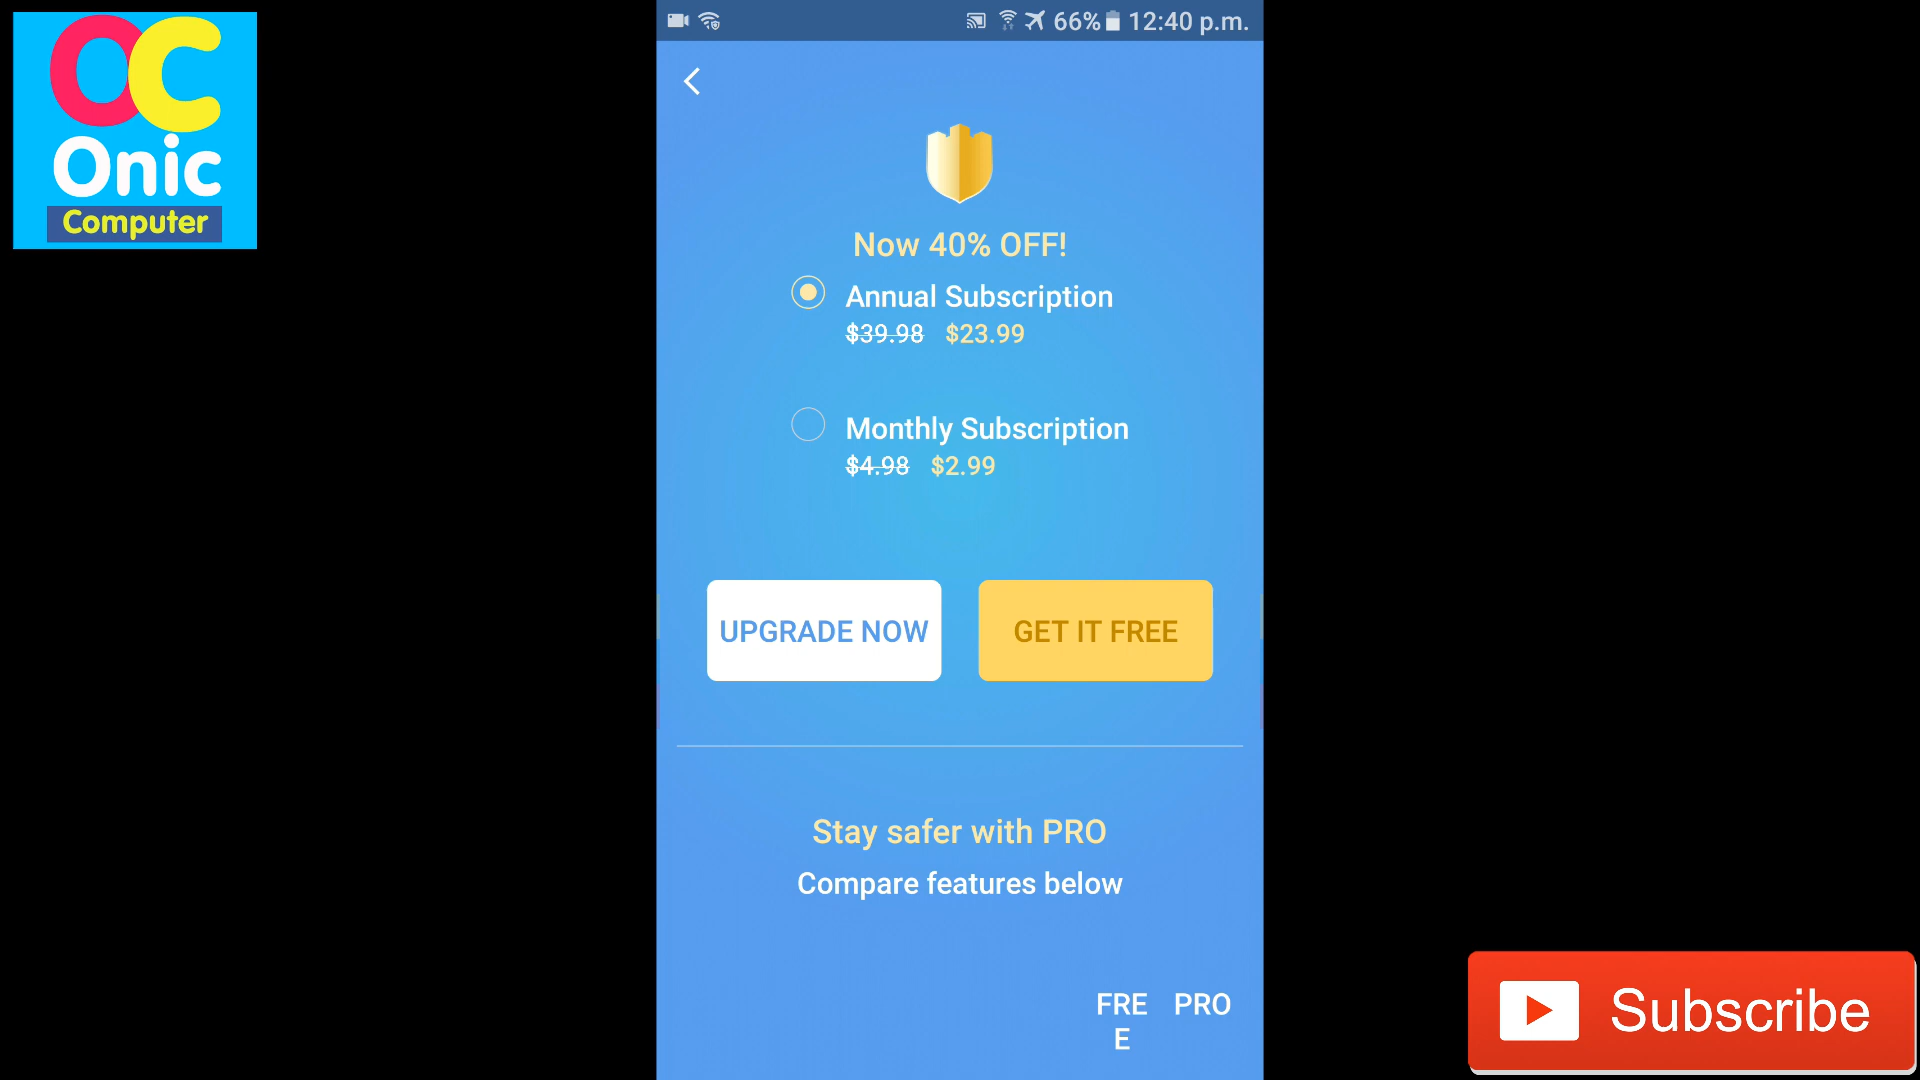 OC
Onic
Computer
66% 12:40 p.m.
Now 40% OFF!
Annual Subscription
$39.98 $23.99
Monthly Subscription
$4.98 $2.99
UPGRADE NOW
GET IT FREE
Stay safer with PRO
Compare features below
FRE PRO
E
Subscribe